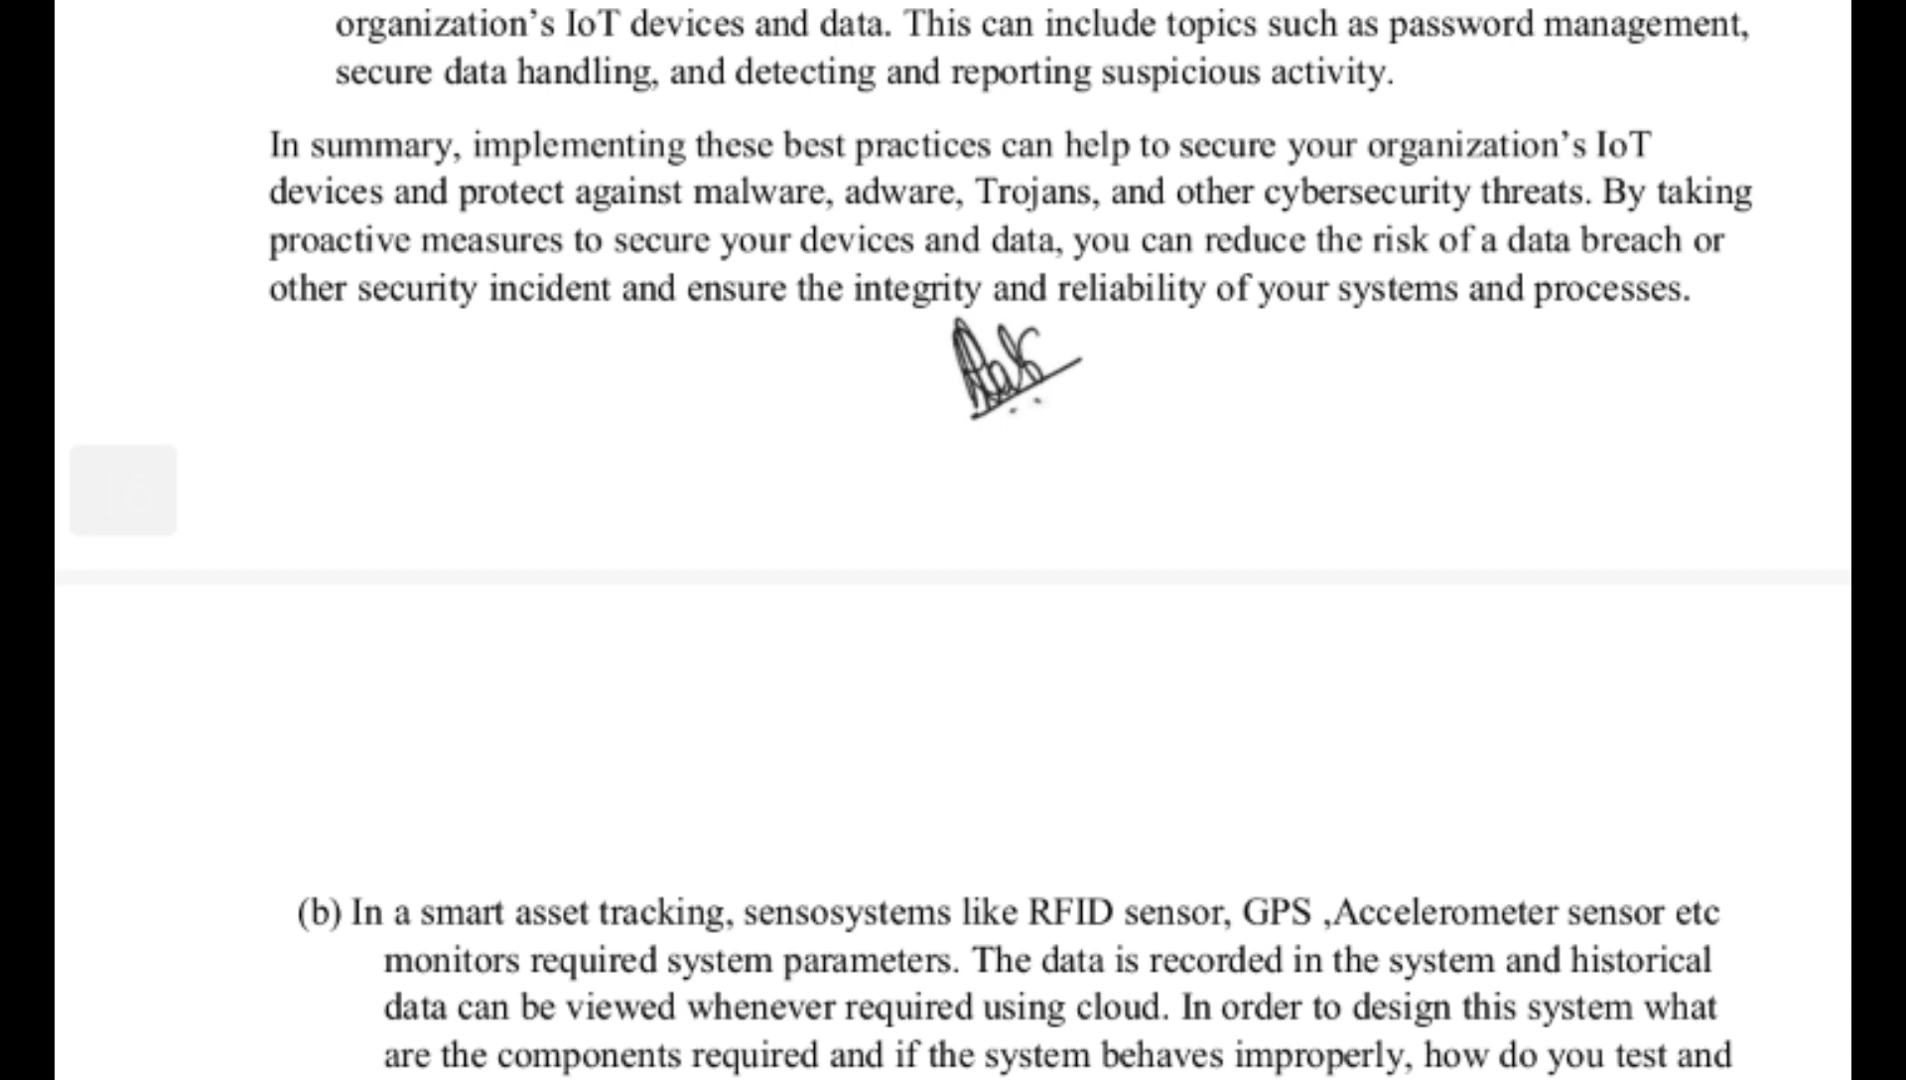 organization’s IoT devices and data. This can include topics such as password management,
secure data handling, and detecting and reporting suspicious activity.
In summary, implementing these best practices can help to secure your organization’s IoT
devices and protect against malware, adware, Trojans, and other cybersecurity threats. By taking
proactive measures to secure your devices and data, you can reduce the risk of a data breach or
other security incident and ensure the integrity and reliability of your systems and processes.
(b) In a smart asset tracking, sensosystems like RFID sensor, GPS ,Accelerometer sensor etc
monitors required system parameters. The data is recorded in the system and historical
data can be viewed whenever required using cloud. In order to design this system what
are the components required and if the system behaves improperly, how do you test and